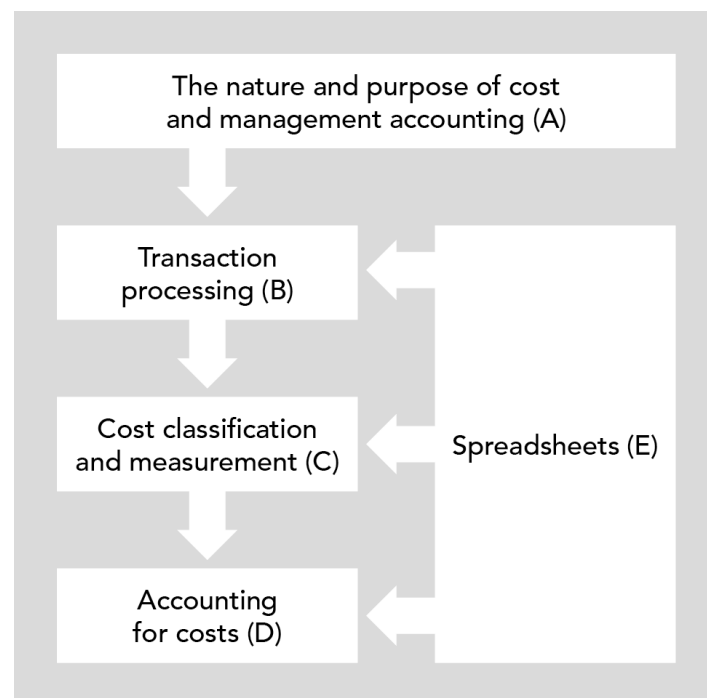 The nature and purpose of cost
and management accounting (A)
Transaction
processing (B)
Cost classification
and measurement (C)
Spreadsheets (E)
Accounting
for costs (D)